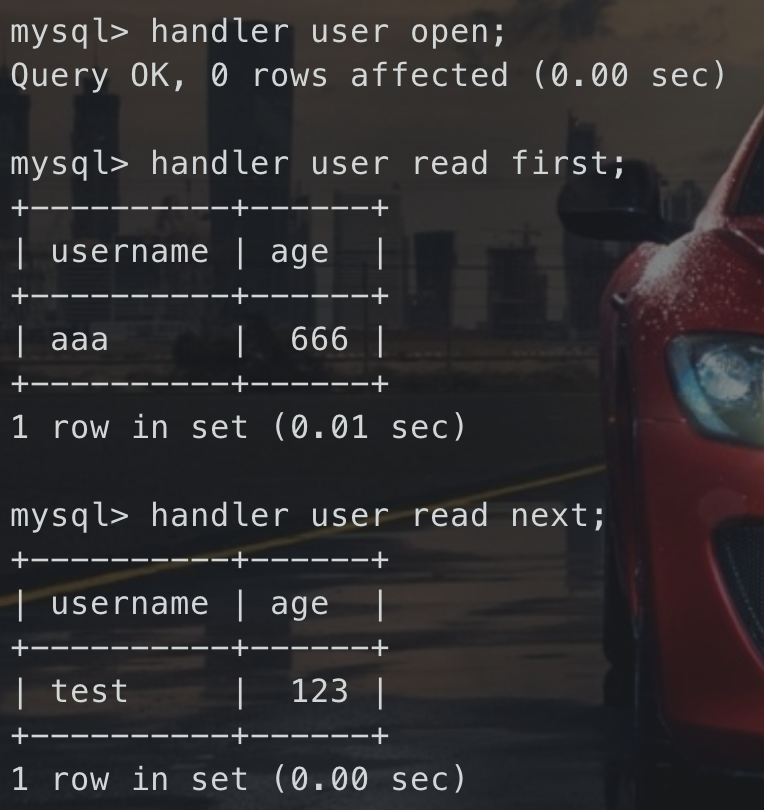 mysql> handler user open;
Query OK, 0 rows affected (0.00 sec)

mysql> handler user read first;
+----------+------+
| username | age  |
+----------+------+
| aaa      |  666 |
+----------+------+
1 row in set (0.01 sec)

mysql> handler user read next;
+----------+------+
| username | age  |
+----------+------+
| test     |  123 |
+----------+------+
1 row in set (0.00 sec)